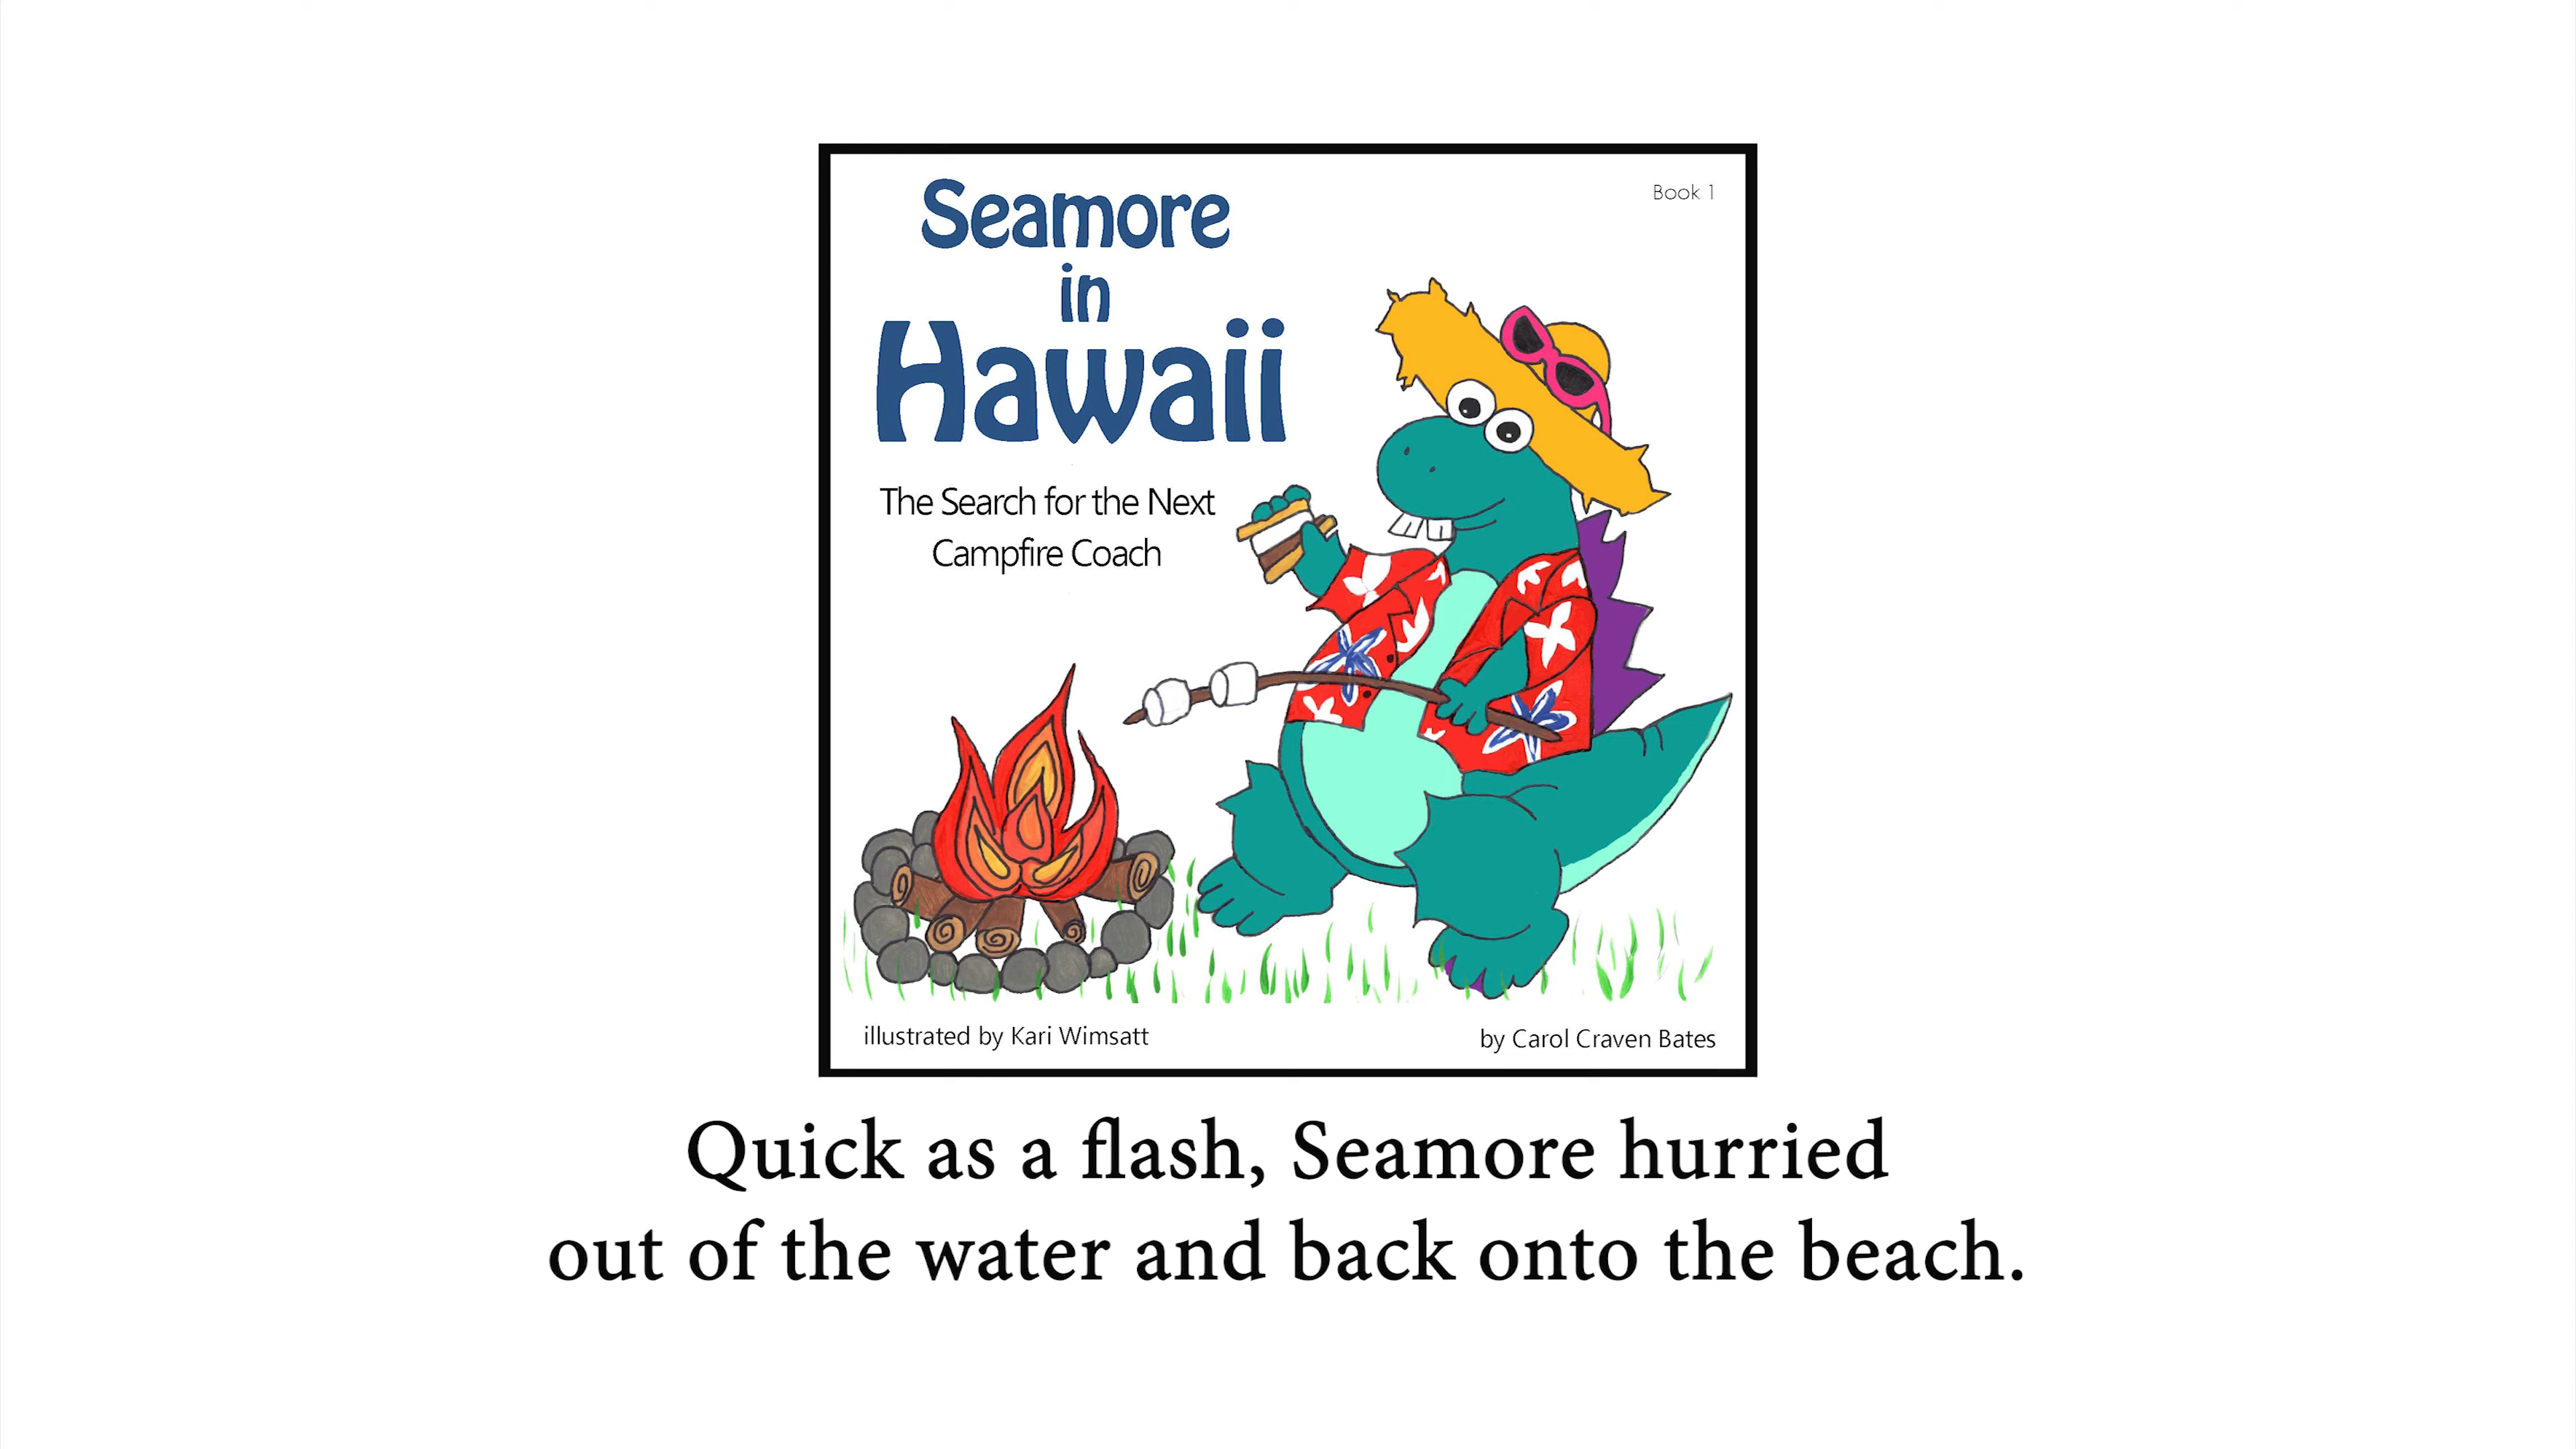 Seamore
in
Hawaii
Book 1
The Search for the Next
Campfire Coach
illustrated by Kari Wimsatt
by Carol Craven Bates
Quick as a flash, Seamore hurried
out of the water and back onto the beach.